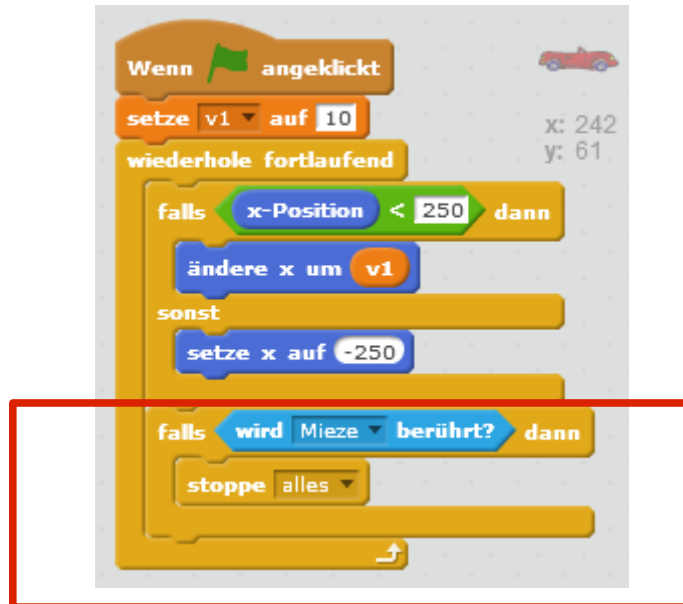 Wenn angeklickt
setze v1 auf 10
x: 242
wiederhole fortlaufend
y: 61
falls x-Position < 250 dann
ändere x um v1
sonst
setze x auf -250
falls wird Mieze berührt? dann
stoppe alles